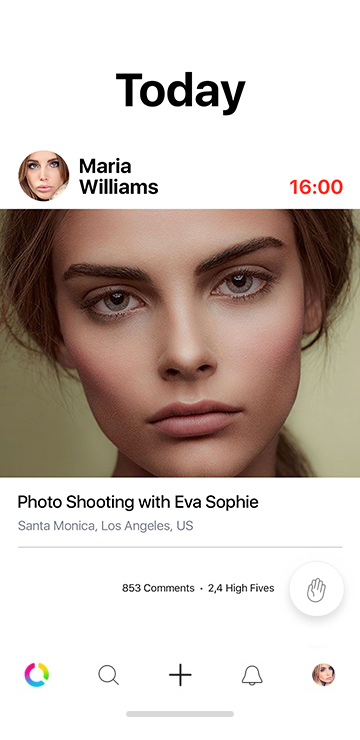 Today
Maria
Williams
16:00
Photo Shooting with Eva Sophie
Santa Monica, Los Angeles, US
853 Comments • 2,4 High Fives